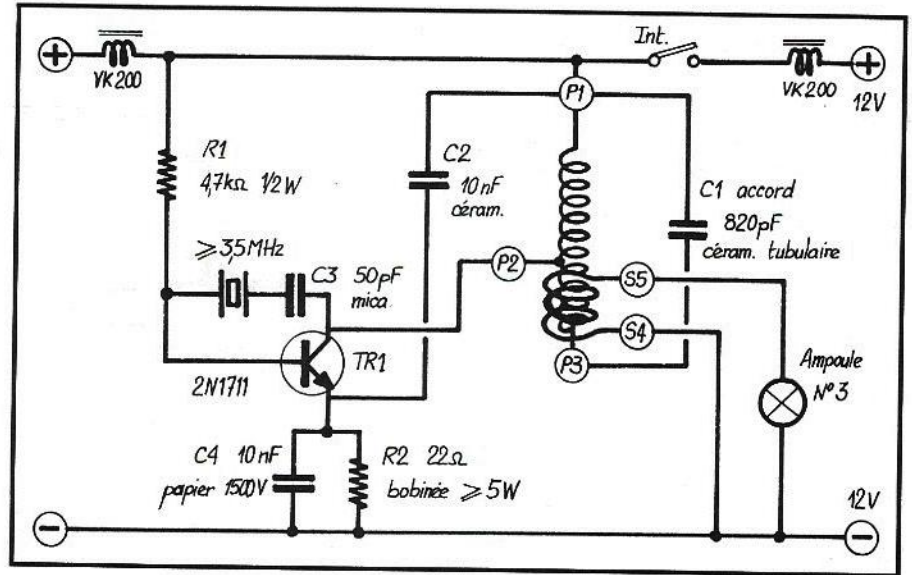 +
VK200
Int.
VK200
+
12V
P1
R1
4,7kΩ 1/2W
C2
10nF
céram.
C1 accord
820pF
céram. tubulaire
⩾3,5MHz
C3 50pF
mica
P2
S5
S4
P3
TR1
2N1711
Ampoule
N°3
C4 10nF
papier 1500V
R2 22Ω
bobinée ⩾5W
12V
−
−